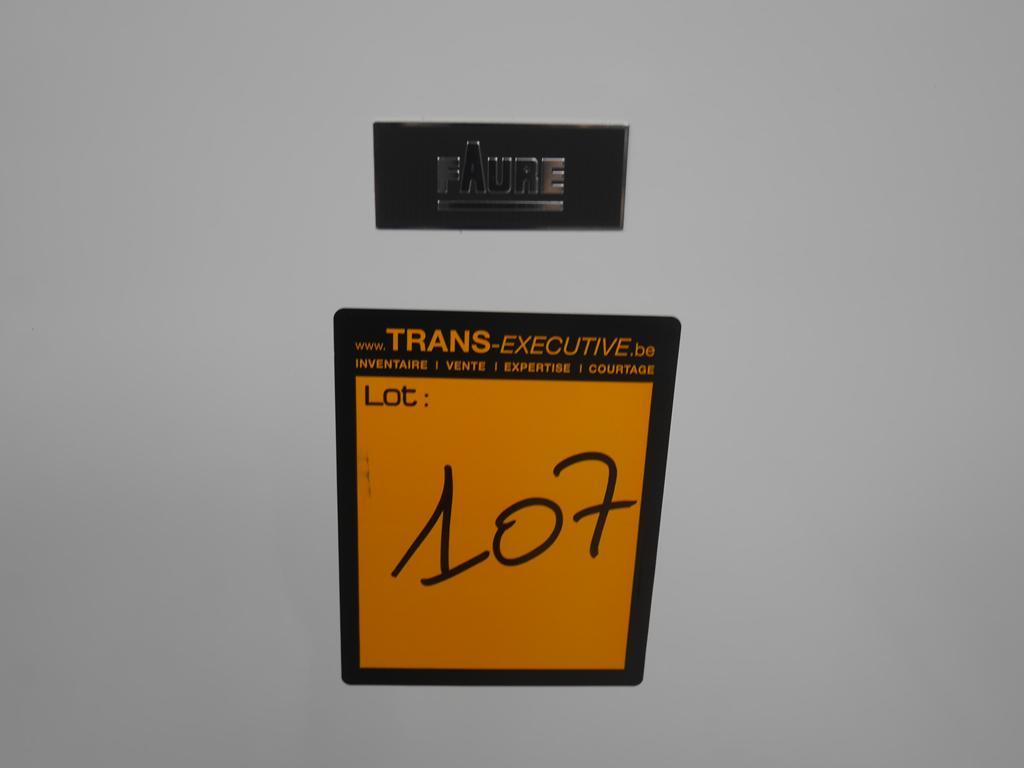 FAURE
www.TRANS-EXECUTIVE.be
INVENTAIRE | VENTE | EXPERTISE | COURTAGE
Lot :
107